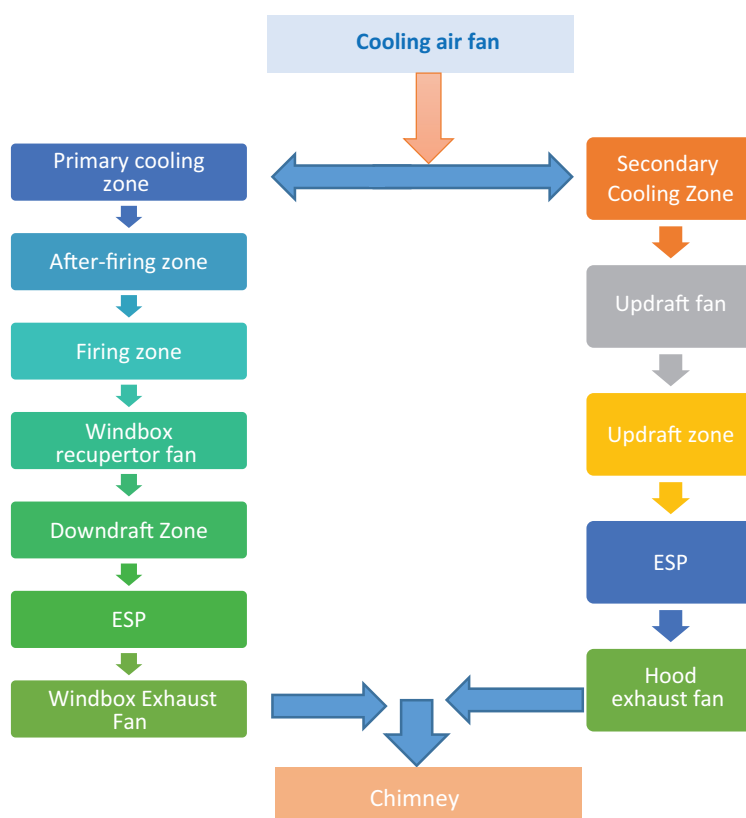 Cooling air fan
Primary cooling
zone
After-firing zone
Firing zone
Windbox
recupertor fan
Downdraft Zone
ESP
Windbox Exhaust
Fan
Secondary
Cooling Zone
Updraft fan
Updraft zone
ESP
Hood
exhaust fan
Chimney